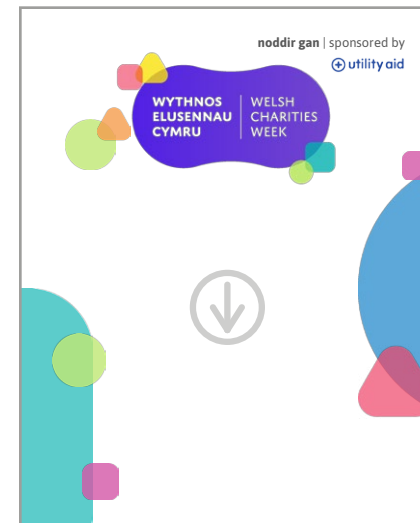 noddir gan | sponsored by
utility aid
WYTHNOS ELUSENNAU CYMRU
WELSH CHARITIES WEEK